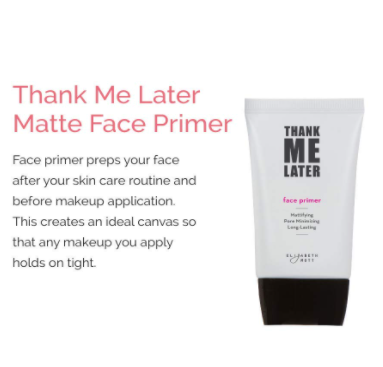 Thank Me Later
Matte Face Primer
Face primer preps your face
after your skin care routine and
before makeup application.
This creates an ideal canvas so
that any makeup you apply
holds on tight.
THANK
ME
LATER
face primer
Mattifying
Pore Minimizing
Long Lasting
ELIZABETH
MOTT